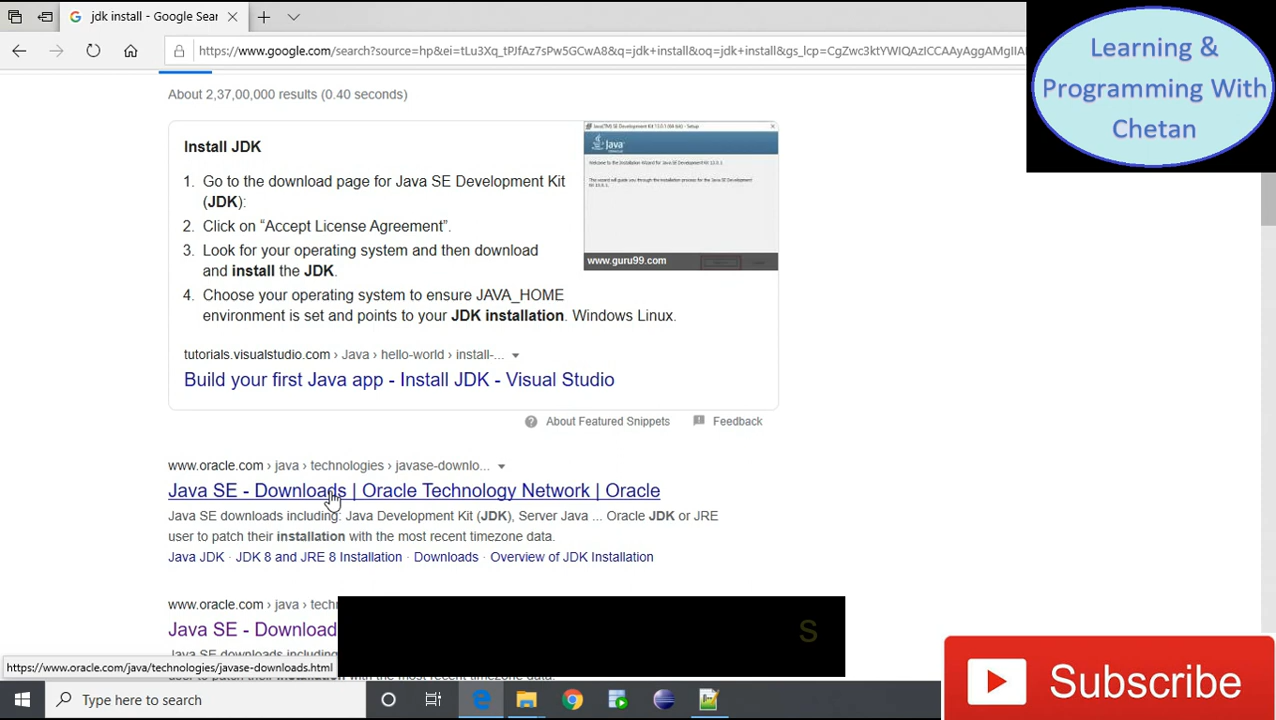 jdk install - Google Sear
https://www.google.com/search?source=hp&ei=tLu3Xq_tPJfAz7sPw5GCwA8&q=jdk+install&oq=jdk+install&gs_lcp=CgZwc3ktYWIQAzICCAAyAggAMgIIA
Learning &
Programming With
Chetan
About 2,37,00,000 results (0.40 seconds)
Install JDK
1. Go to the download page for Java SE Development Kit
(JDK):
2. Click on “Accept License Agreement”.
3. Look for your operating system and then download
and install the JDK.
4. Choose your operating system to ensure JAVA_HOME
environment is set and points to your JDK installation. Windows Linux.
Java
www.guru99.com
tutorials.visualstudio.com › Java › hello-world › install-...
Build your first Java app - Install JDK - Visual Studio
About Featured Snippets
Feedback
www.oracle.com › java › technologies › javase-downlo...
Java SE - Downloads | Oracle Technology Network | Oracle
Java SE downloads including: Java Development Kit (JDK), Server Java ... Oracle JDK or JRE
user to patch their installation with the most recent timezone data.
Java JDK · JDK 8 and JRE 8 Installation · Downloads · Overview of JDK Installation
www.oracle.com › java › techn
Java SE - Download
S
https://www.oracle.com/java/technologies/javase-downloads.html
Type here to search
Subscribe